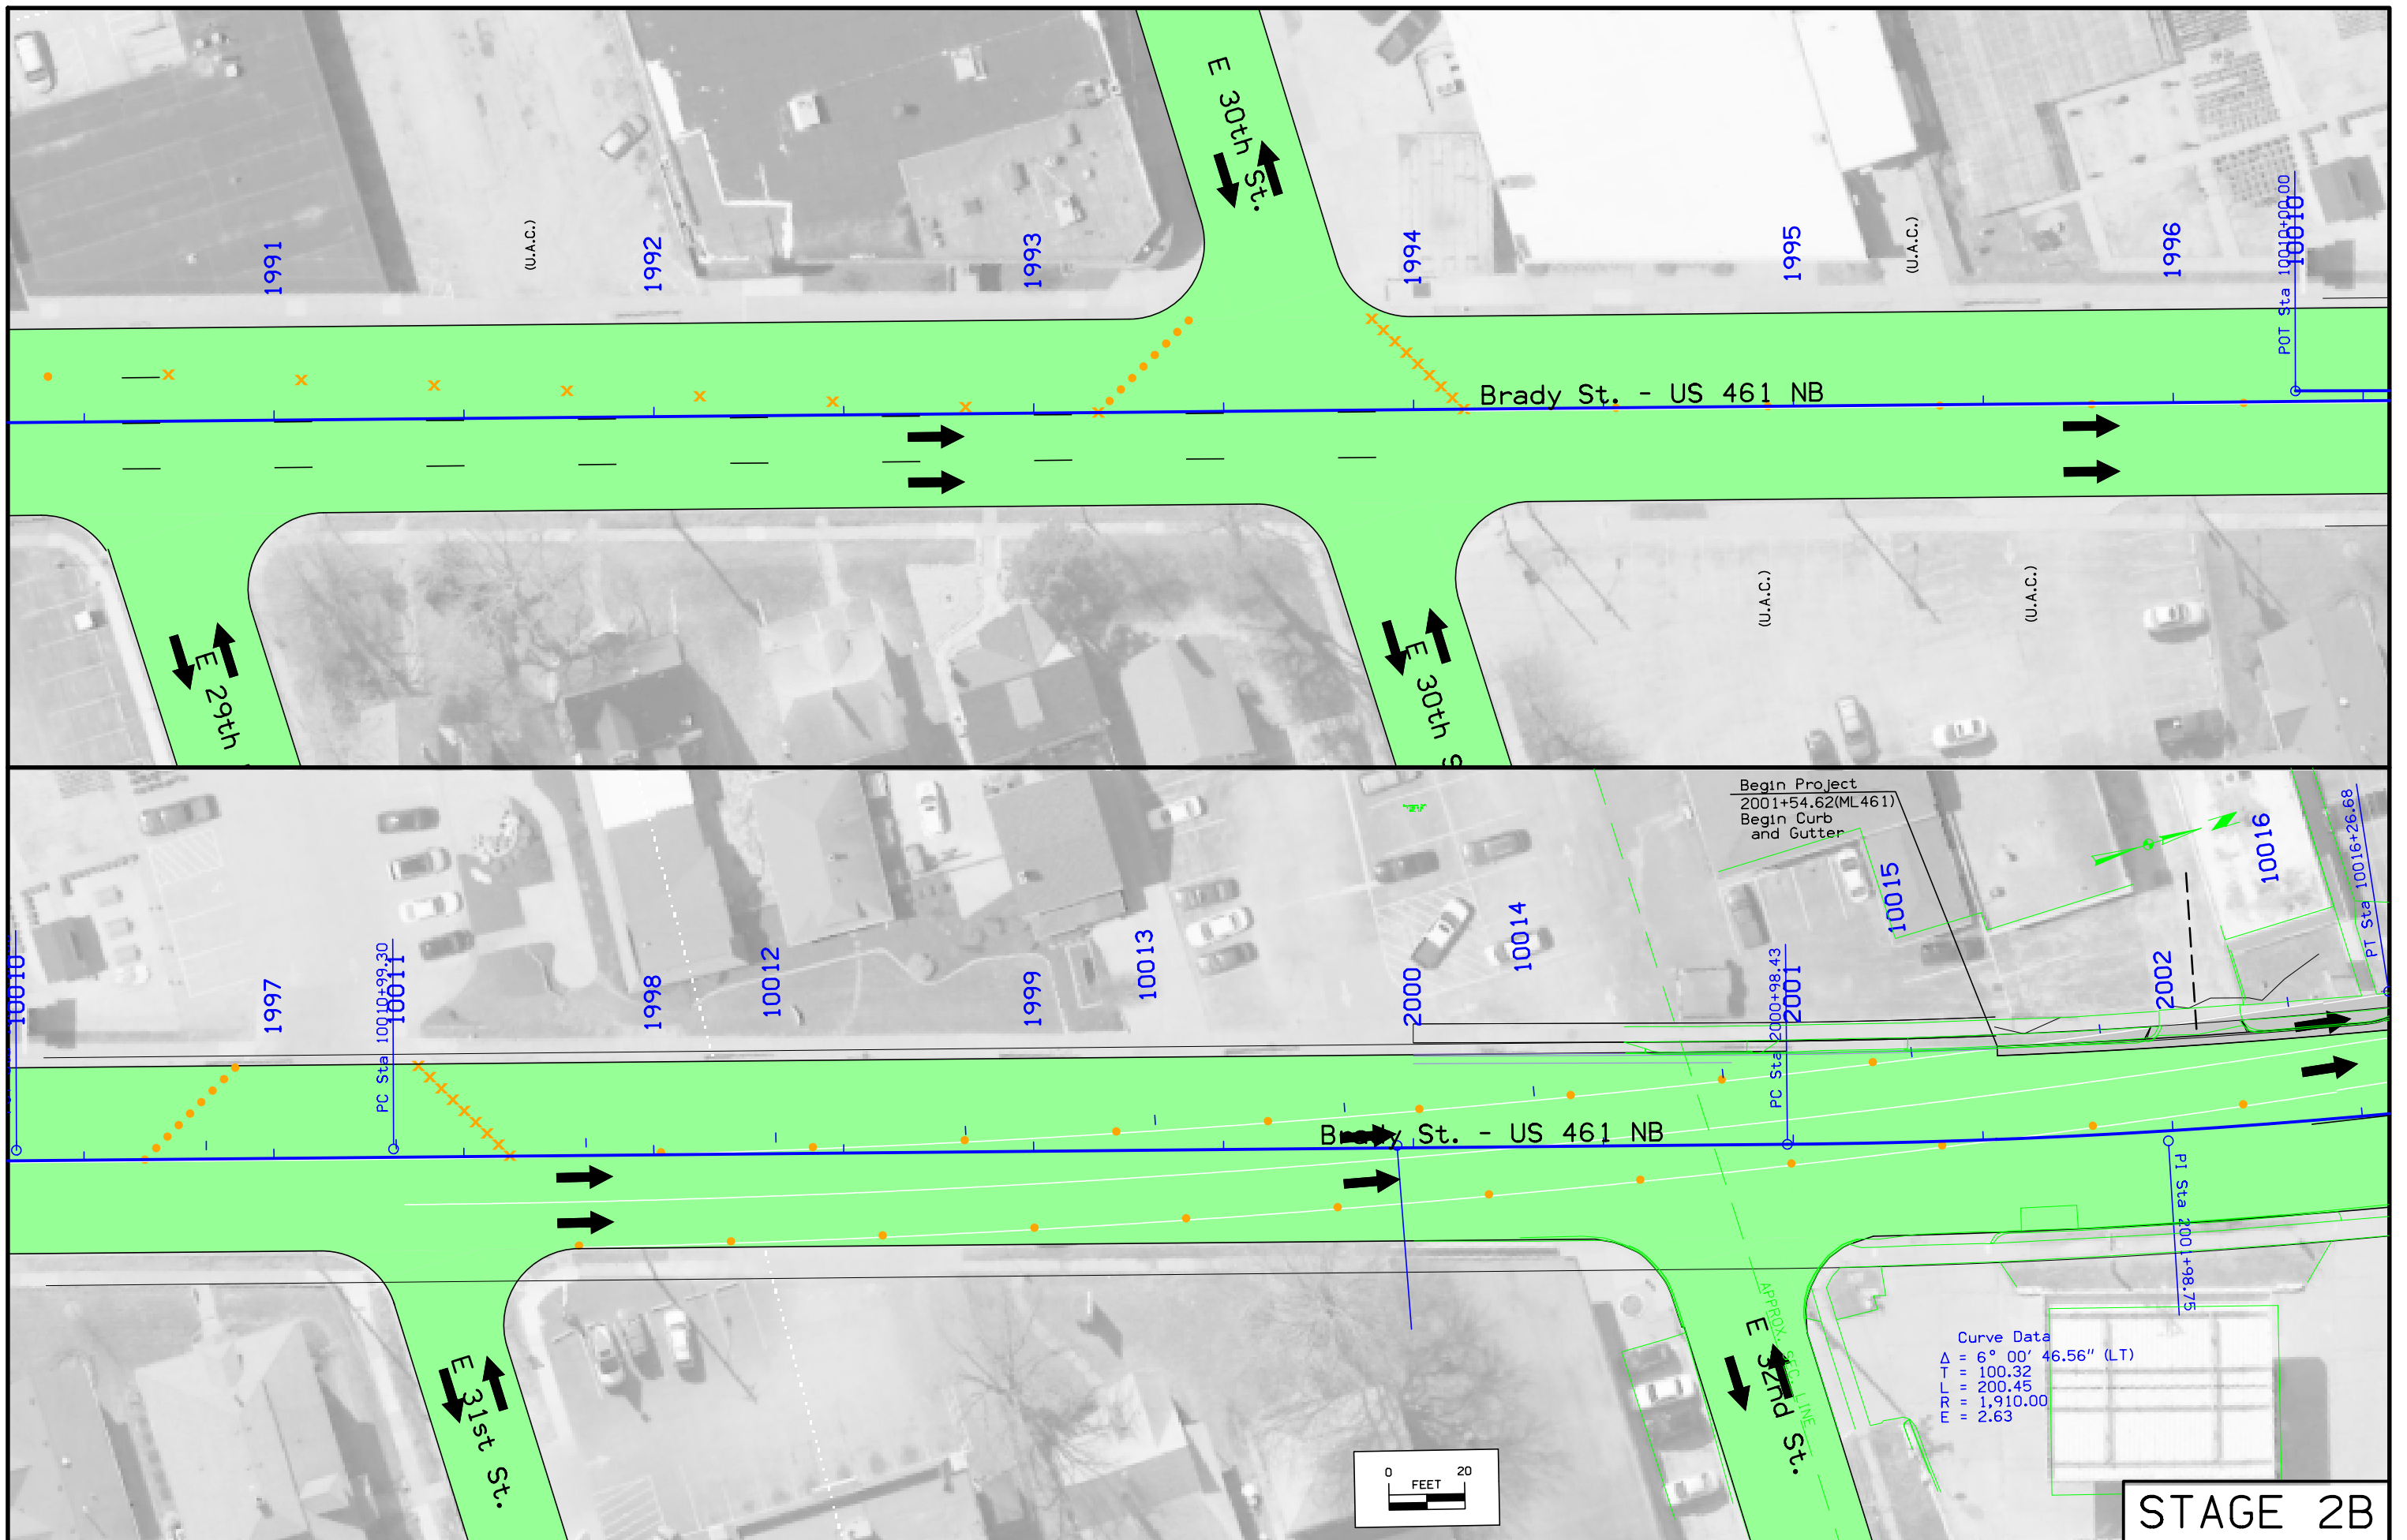 E 30th St.
1991
(U.A.C.)
1992
1993
1994
1995
(U.A.C.)
1996
POT Sta 10010+00.00
10010
Brady St. - US 461 NB
E 29th
E 30th S
(U.A.C.)
(U.A.C.)
Begin Project
2001+54.62(ML461)
Begin Curb
and Gutter
10010
1997
PC Sta 10010+99.30
10011
1998
10012
1999
10013
2000
10014
PC Sta 2000+98.43
2001
10015
2002
10016
PT Sta 10016+26.68
Brady St. - US 461 NB
PI Sta 2001+98.75
E 31st St.
E 32nd St.
APPROX. SEC. LINE
Curve Data
Δ = 6° 00' 46.56" (LT)
T = 100.32
L = 200.45
R = 1,910.00
E = 2.63
0 20
FEET
STAGE 2B